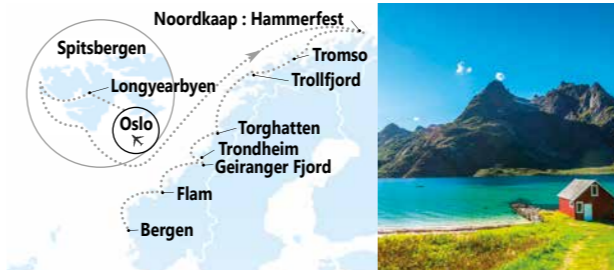 Noordkaap : Hammerfest
Spitsbergen
Tromso
Longyearbyen
Trollfjord
Oslo
Torghatten
Trondheim
Geiranger Fjord
Flam
Bergen